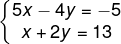 5x − 4y = −5
x + 2y = 13